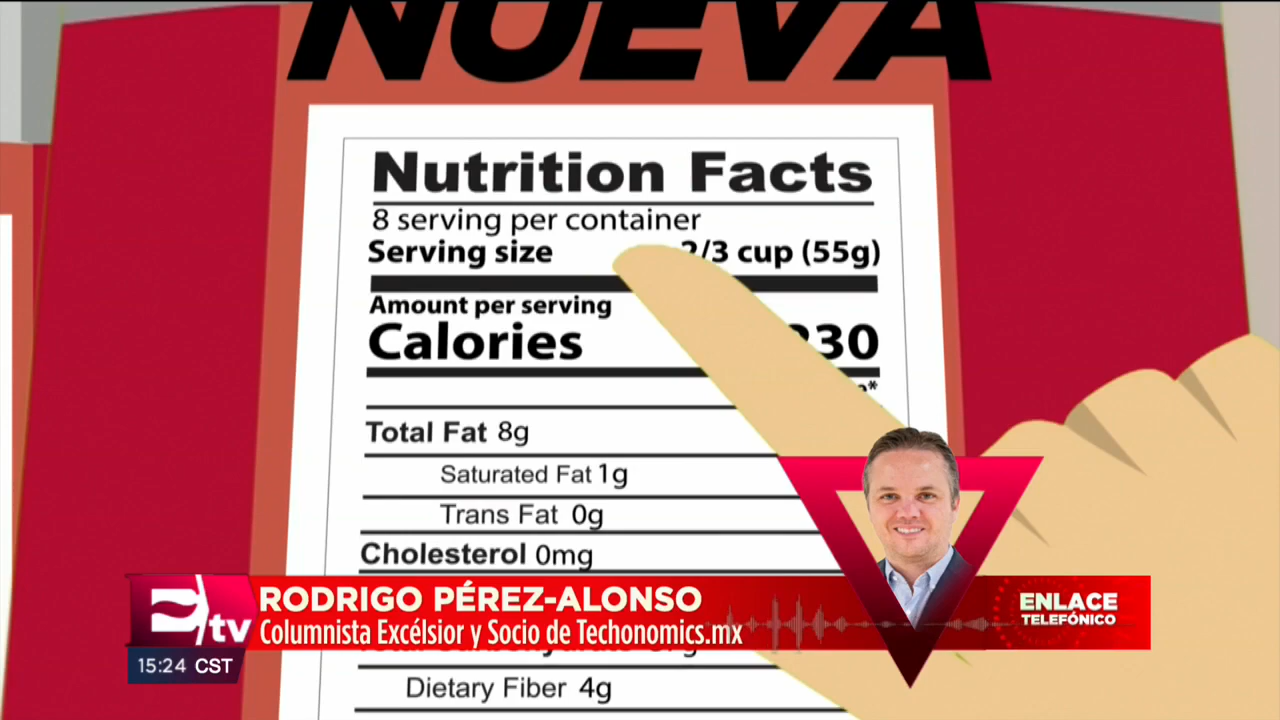 NUEVA
Nutrition Facts
8 serving per container
Serving size 2/3 cup (55g)
Amount per serving
Calories 230
Total Fat 8g
Saturated Fat 1g
Trans Fat 0g
Cholesterol 0mg
RODRIGO PÉREZ-ALONSO
Columnista Excélsior y Socio de Techonomics.mx
ENLACE
TELEFÓNICO
tv
15:24 CST
Dietary Fiber 4g